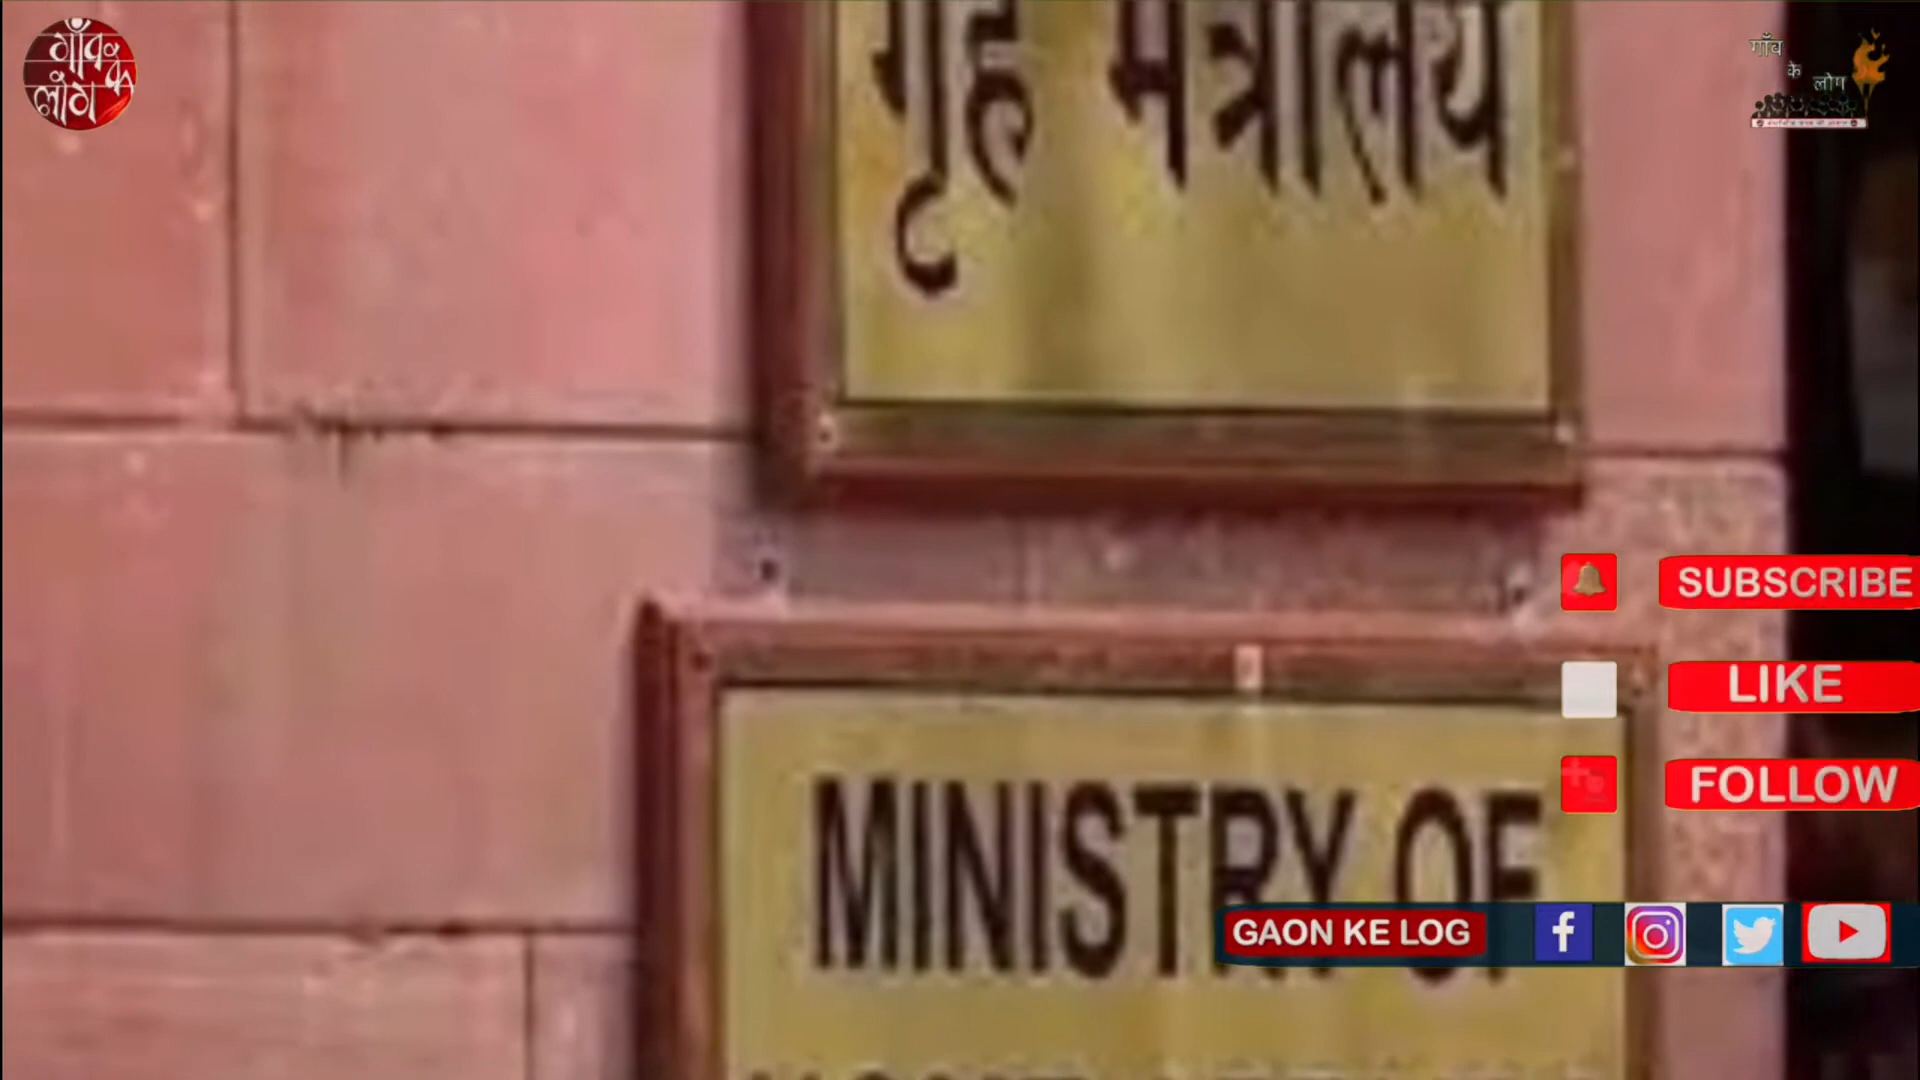 गाँव के
लोग
गाँव
के
लोग
गृह मंत्रालय
SUBSCRIBE
LIKE
FOLLOW
MINISTRY OF
GAON KE LOG